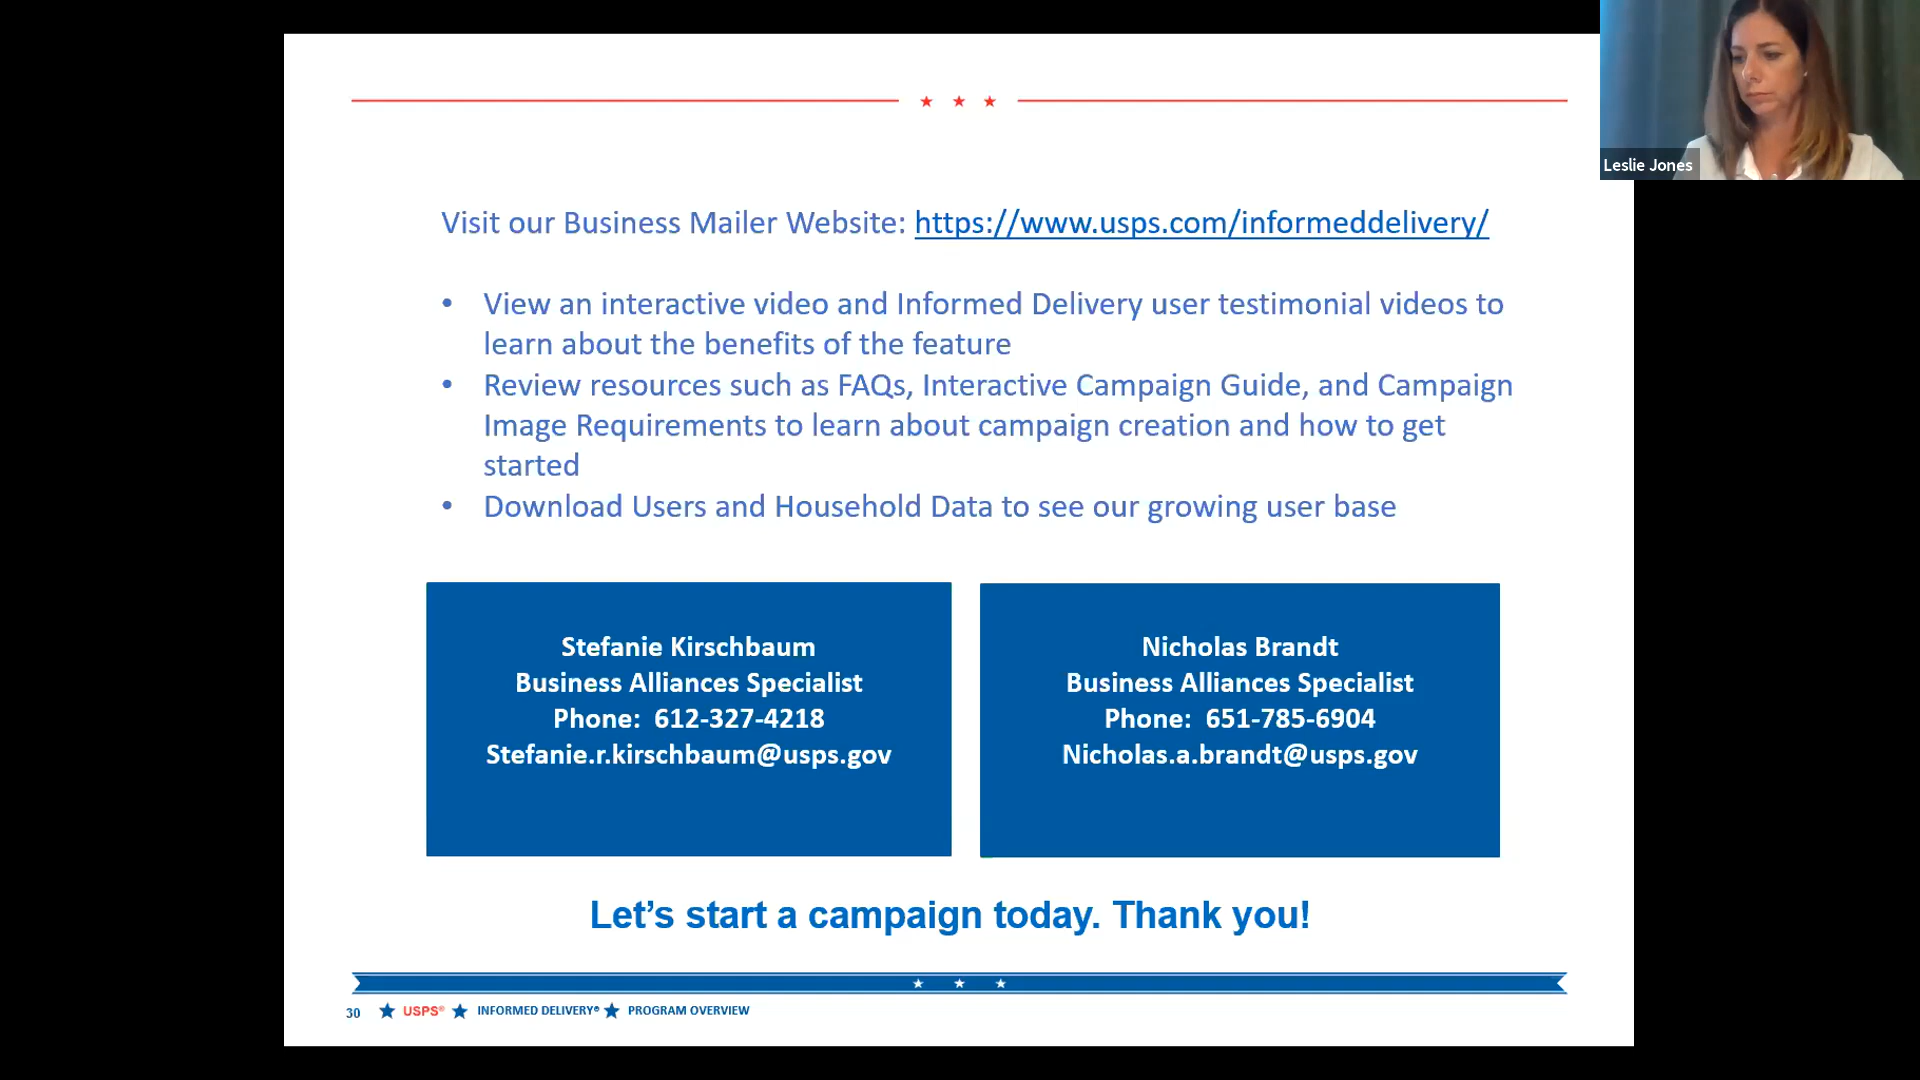 Leslie Jones
Visit our Business Mailer Website: https://www.usps.com/informeddelivery/
• View an interactive video and Informed Delivery user testimonial videos to
learn about the benefits of the feature
• Review resources such as FAQs, Interactive Campaign Guide, and Campaign
Image Requirements to learn about campaign creation and how to get
started
• Download Users and Household Data to see our growing user base
Stefanie Kirschbaum
Business Alliances Specialist
Phone: 612-327-4218
Stefanie.r.kirschbaum@usps.gov
Nicholas Brandt
Business Alliances Specialist
Phone: 651-785-6904
Nicholas.a.brandt@usps.gov
Let’s start a campaign today. Thank you!
30 USPS® INFORMED DELIVERY® PROGRAM OVERVIEW